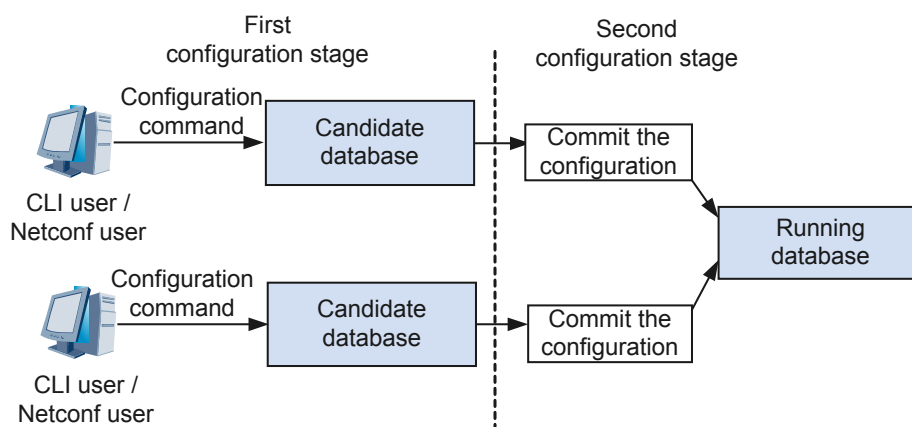 First
configuration stage
Second
configuration stage
Configuration
command
Candidate
database
Commit the
configuration
CLI user /
Netconf user
Running
database
Configuration
command
Candidate
database
Commit the
configuration
CLI user /
Netconf user